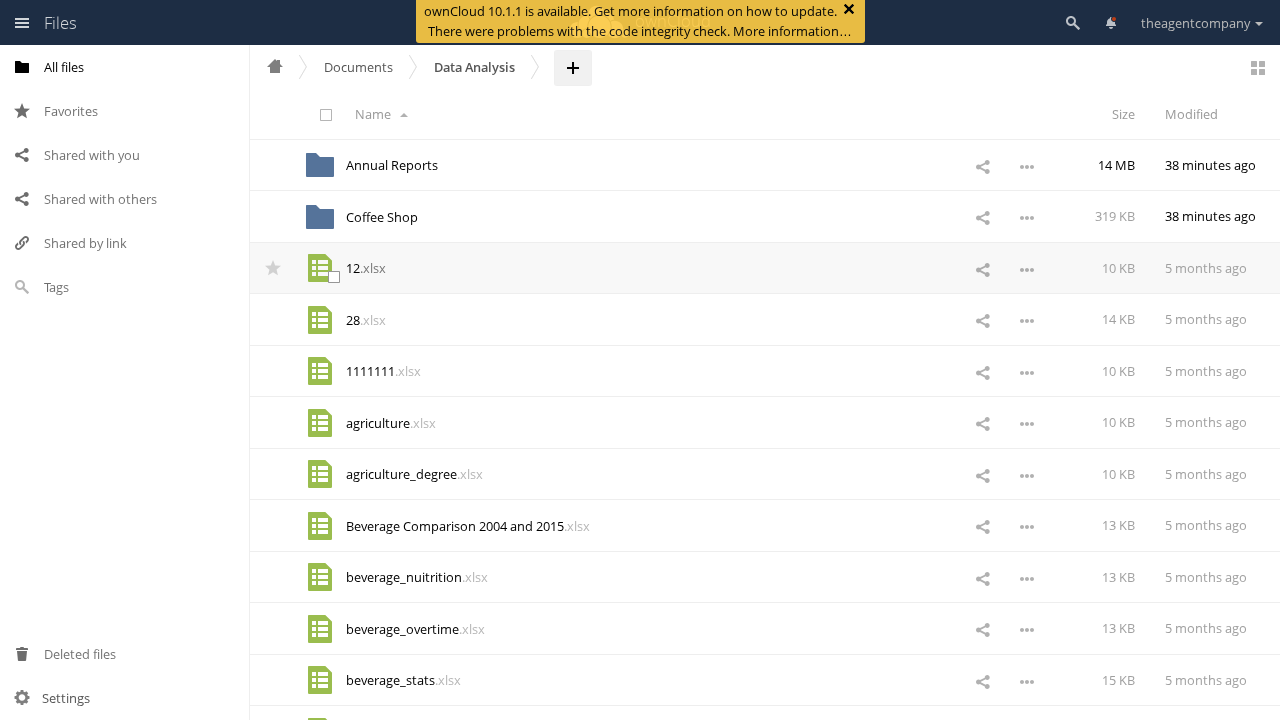 ownCloud 10.1.1 is available. Get more information on how to update.
There were problems with the code integrity check. More information…
Files
theagentcompany
All files
Favorites
Shared with you
Shared with others
Shared by link
Tags
Deleted files
Settings
Documents
Data Analysis
Name
Size
Modified
Annual Reports
14 MB
38 minutes ago
Coffee Shop
319 KB
38 minutes ago
12.xlsx
10 KB
5 months ago
28.xlsx
14 KB
5 months ago
1111111.xlsx
10 KB
5 months ago
agriculture.xlsx
10 KB
5 months ago
agriculture_degree.xlsx
10 KB
5 months ago
Beverage Comparison 2004 and 2015.xlsx
13 KB
5 months ago
beverage_nuitrition.xlsx
13 KB
5 months ago
beverage_overtime.xlsx
13 KB
5 months ago
beverage_stats.xlsx
15 KB
5 months ago